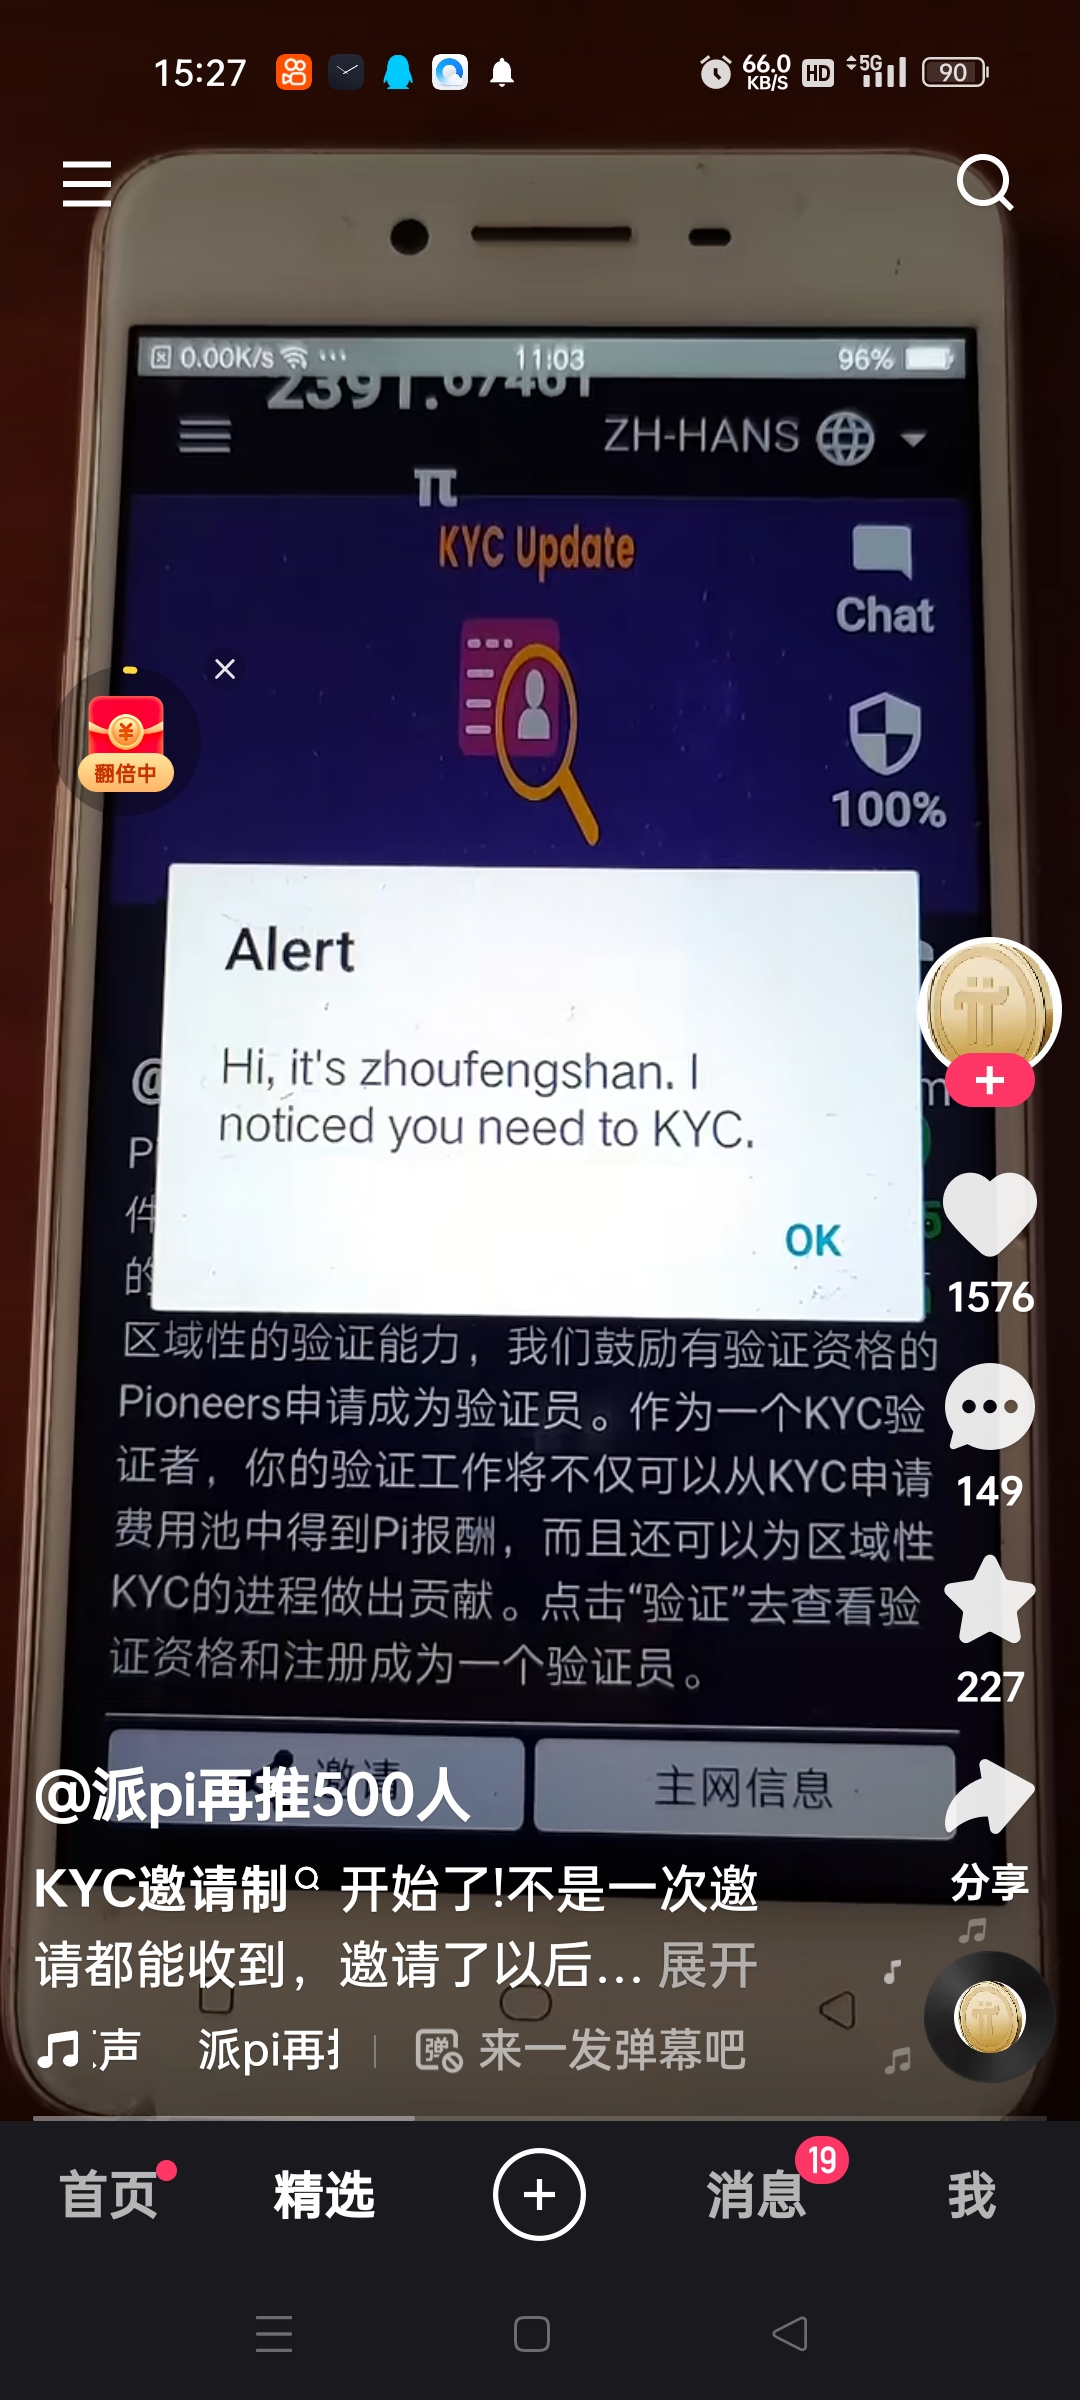 15:27
66.0
KB/S
HD
5G
90
0.00K/s
11:03
96%
ZH-HANS
π
KYC Update
Chat
100%
翻倍中
Alert
Hi, it's zhoufengshan. I
noticed you need to KYC.
OK
件
的
区域性的验证能力，我们鼓励有验证资格的
Pioneers申请成为验证员。作为一个KYC验
证者，你的验证工作将不仅可以从KYC申请
费用池中得到Pi报酬，而且还可以为区域性
KYC的进程做出贡献。点击“验证”去查看验
证资格和注册成为一个验证员。
邀请
主网信息
1576
149
227
分享
@派pi再推500人
KYC邀请制 开始了!不是一次邀
请都能收到，邀请了以后... 展开
声 派pi再
弹 来一发弹幕吧
首页
精选
消息
19
我